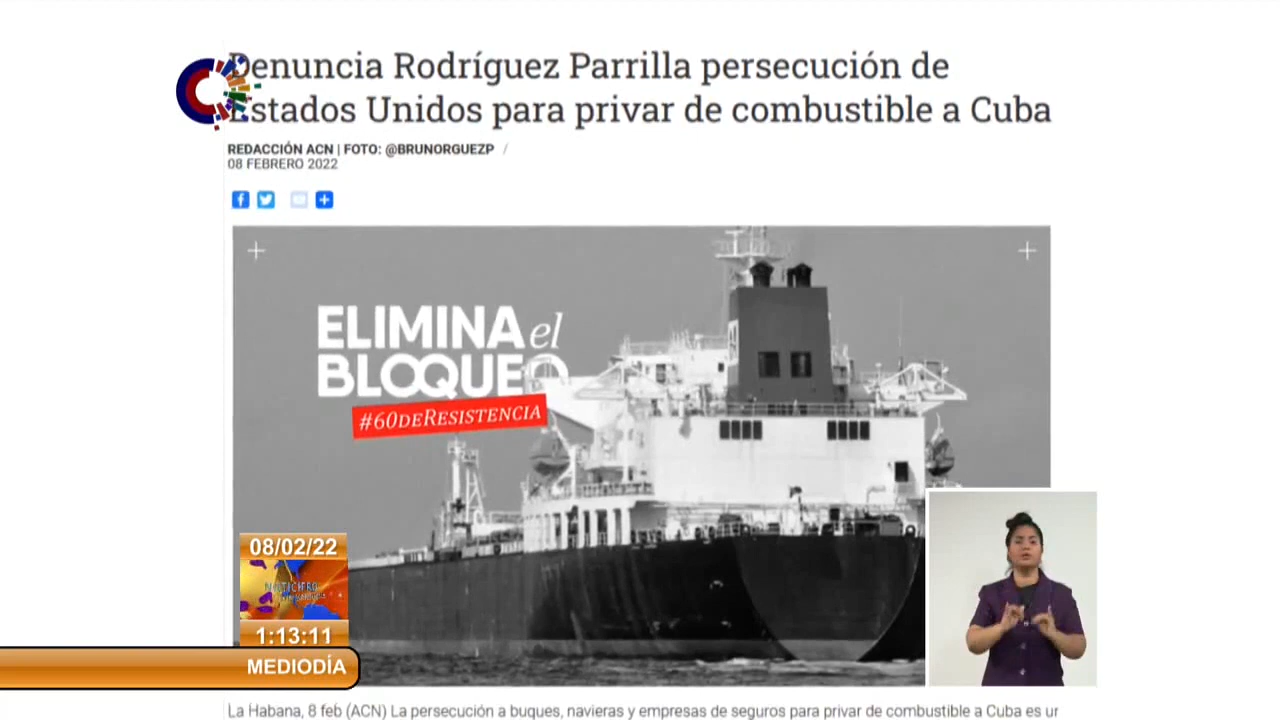 Denuncia Rodríguez Parrilla persecución de
Estados Unidos para privar de combustible a Cuba
REDACCIÓN ACN | FOTO: @BRUNORGUEZP /
08 FEBRERO 2022
ELIMINA el
BLOQUEO
#60DERESISTENCIA
08/02/22
NOTICIERO
1:13:11
MEDIODÍA
La Habana, 8 feb (ACN) La persecución a buques, navieras y empresas de seguros para privar de combustible a Cuba es